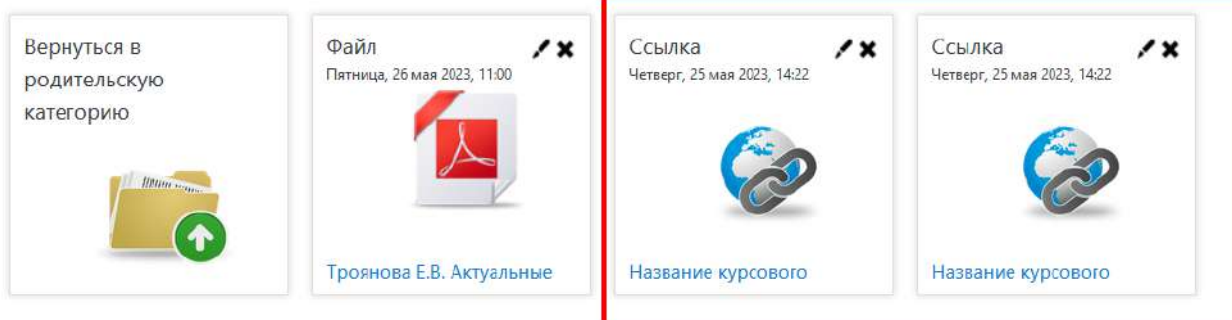 Вернуться в
родительскую
категорию
Файл
Пятница, 26 мая 2023, 11:00
Троянова Е.В. Актуальные
Ссылка
Четверг, 25 мая 2023, 14:22
Название курсового
Ссылка
Четверг, 25 мая 2023, 14:22
Название курсового